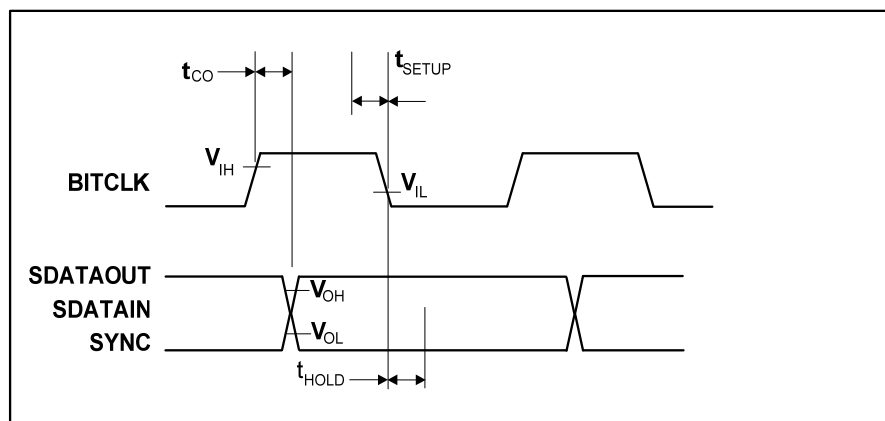 tCO
tSETUP
VIH
BITCLK
VIL
SDATAOUT
VOH
SDATAIN
VOL
SYNC
tHOLD